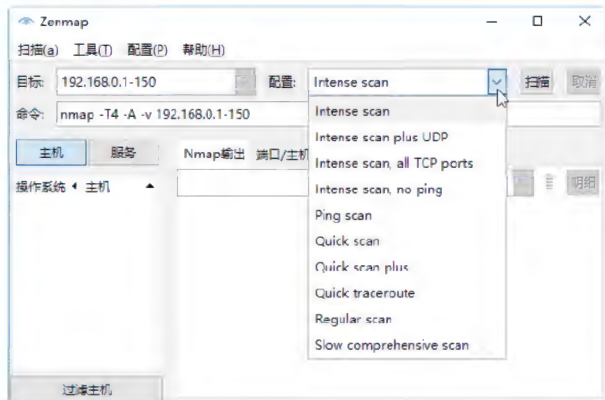 Zenmap
扫描(a) 工具(T) 配置(P) 帮助(H)
目标: 192.168.0.1-150 配置: Intense scan 扫描 取消
命令: nmap -T4 -A -v 192.168.0.1-150
主机 服务 Nmap输出 端口/主机
操作系统 主机 明细
Intense scan
Intense scan plus UDP
Intense scan, all TCP ports
Intense scan, no ping
Ping scan
Quick scan
Quick scan plus
Quick traceroute
Regular scan
Slow comprehensive scan
过滤主机